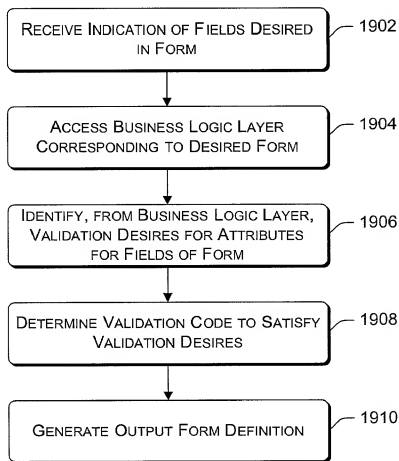 RECEIVE INDICATION OF FIELDS DESIRED
IN FORM
1902
ACCESS BUSINESS LOGIC LAYER
CORRESPONDING TO DESIRED FORM
1904
IDENTIFY, FROM BUSINESS LOGIC LAYER,
VALIDATION DESIRES FOR ATTRIBUTES
FOR FIELDS OF FORM
1906
DETERMINE VALIDATION CODE TO SATISFY
VALIDATION DESIRES
1908
GENERATE OUTPUT FORM DEFINITION
1910